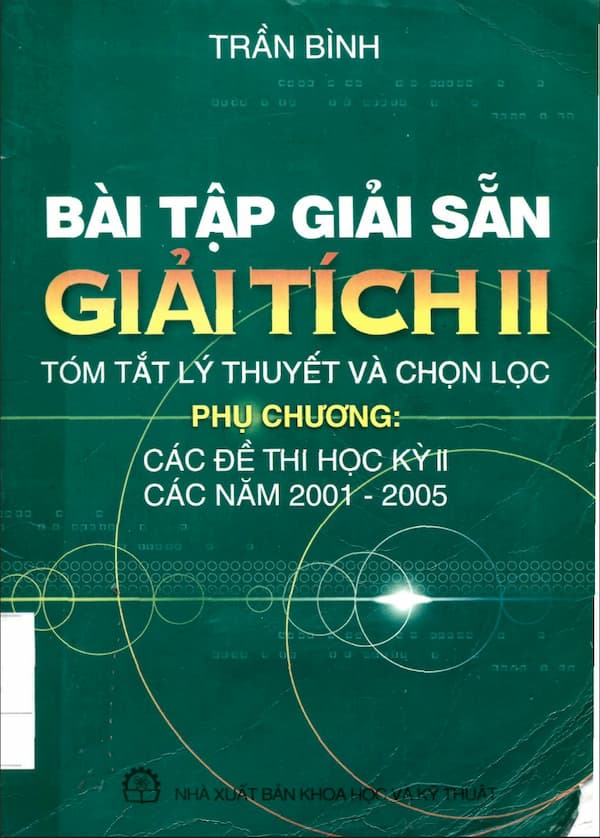 TRẦN BÌNH
BÀI TẬP GIẢI SẴN
GIẢI TÍCH II
TÓM TẮT LÝ THUYẾT VÀ CHỌN LỌC
PHỤ CHƯƠNG:
CÁC ĐỀ THI HỌC KỲ II
CÁC NĂM 2001 - 2005
NHÀ XUẤT BẢN KHOA HỌC VÀ KỸ THUẬT